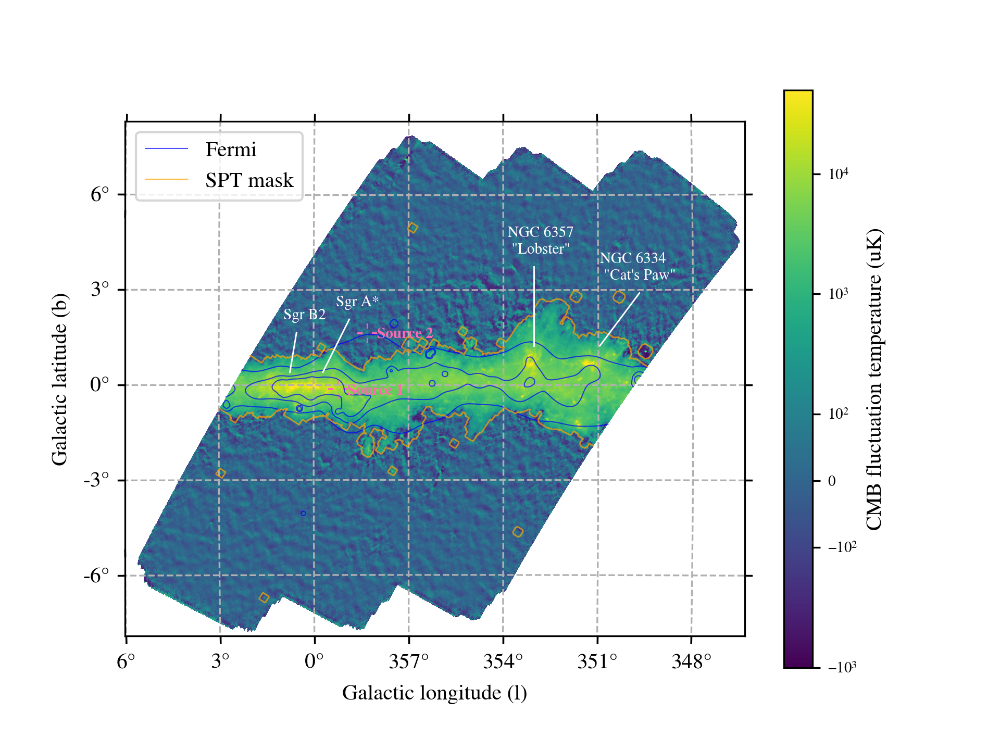 Fermi
SPT mask
NGC 6357
"Lobster"
NGC 6334
"Cat's Paw"
Sgr A*
Sgr B2
Source 2
Source 1
6°
3°
0°
-3°
-6°
Galactic latitude (b)
6° 3° 0° 357° 354° 351° 348°
Galactic longitude (l)
10⁴
10³
10²
0
−10²
−10³
CMB fluctuation temperature (uK)